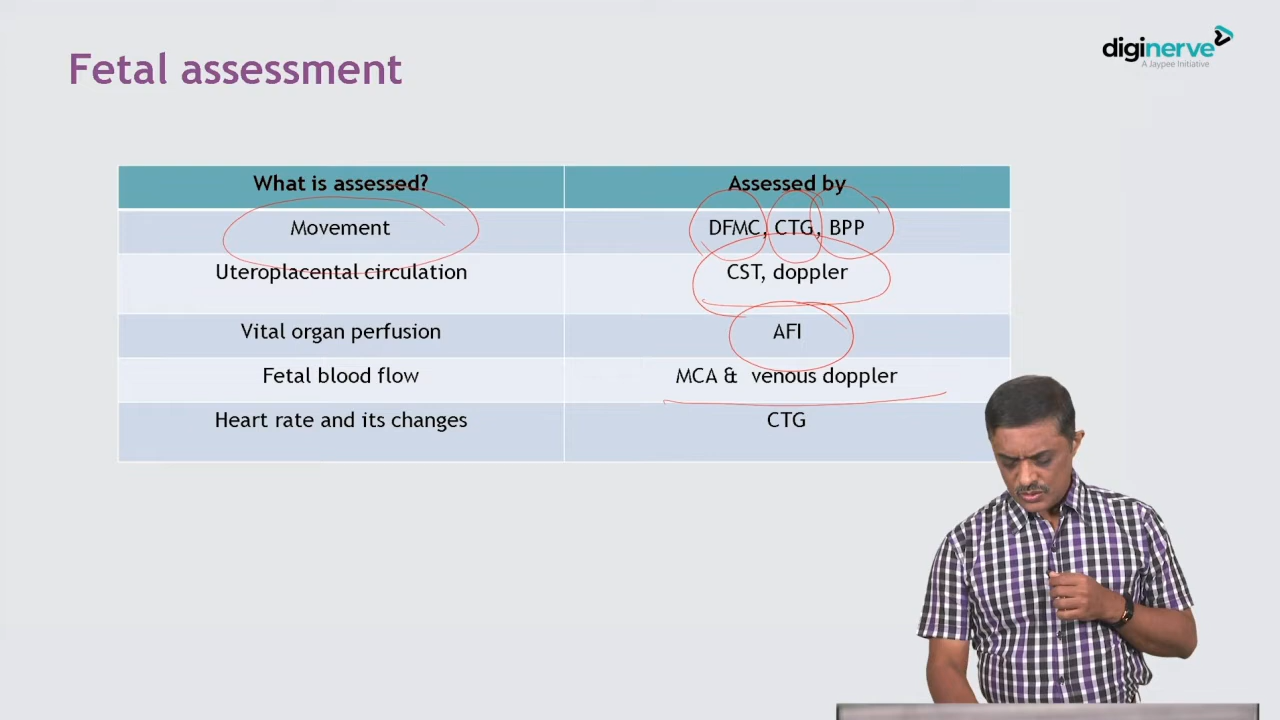 Fetal assessment
diginerve
A Jaypee Initiative
What is assessed? Assessed by
Movement DFMC, CTG, BPP
Uteroplacental circulation CST, doppler
Vital organ perfusion AFI
Fetal blood flow MCA & venous doppler
Heart rate and its changes CTG